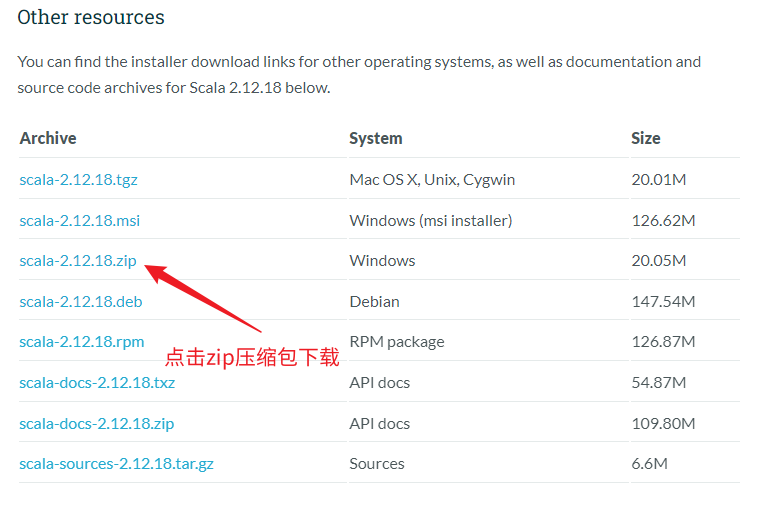 Other resources
You can find the installer download links for other operating systems, as well as documentation and
source code archives for Scala 2.12.18 below.
Archive System Size
scala-2.12.18.tgz Mac OS X, Unix, Cygwin 20.01M
scala-2.12.18.msi Windows (msi installer) 126.62M
scala-2.12.18.zip Windows 20.05M
scala-2.12.18.deb Debian 147.54M
scala-2.12.18.rpm RPM package 126.87M
点击zip压缩包下载
scala-docs-2.12.18.txz API docs 54.87M
scala-docs-2.12.18.zip API docs 109.80M
scala-sources-2.12.18.tar.gz Sources 6.6M